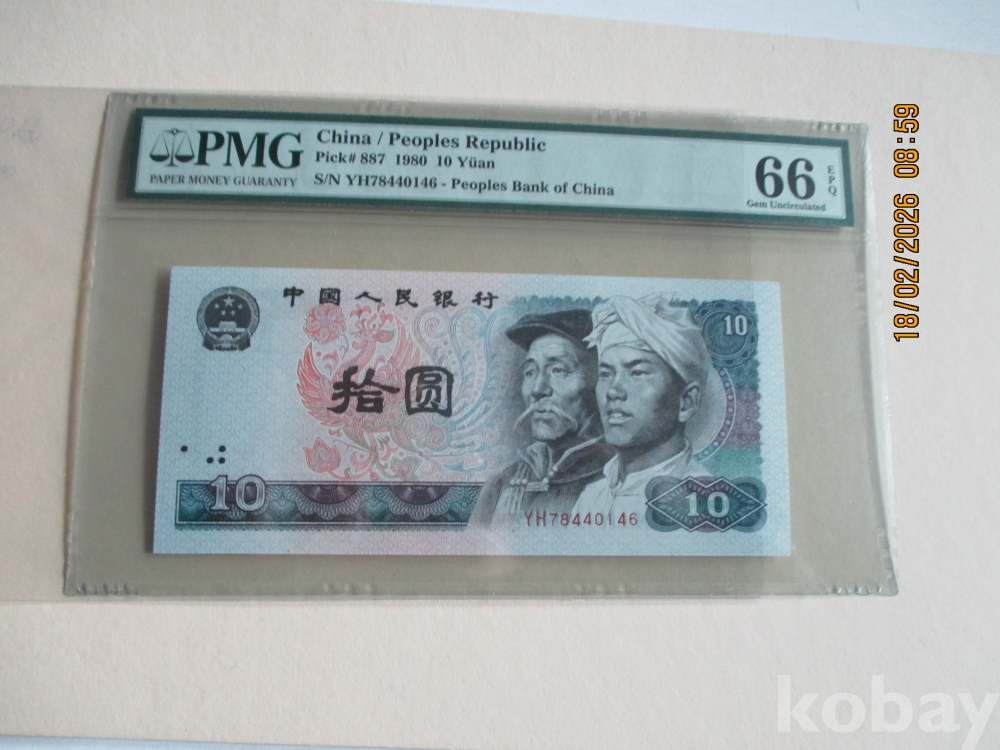 PMG
PAPER MONEY GUARANTY
China / Peoples Republic
Pick# 887 1980 10 Yüan
S/N YH78440146 - Peoples Bank of China
66
EPQ
Gem Uncirculated
中国人民银行
10
拾圆
10
YH78440146
10
18/02/2026 08:59
kobay